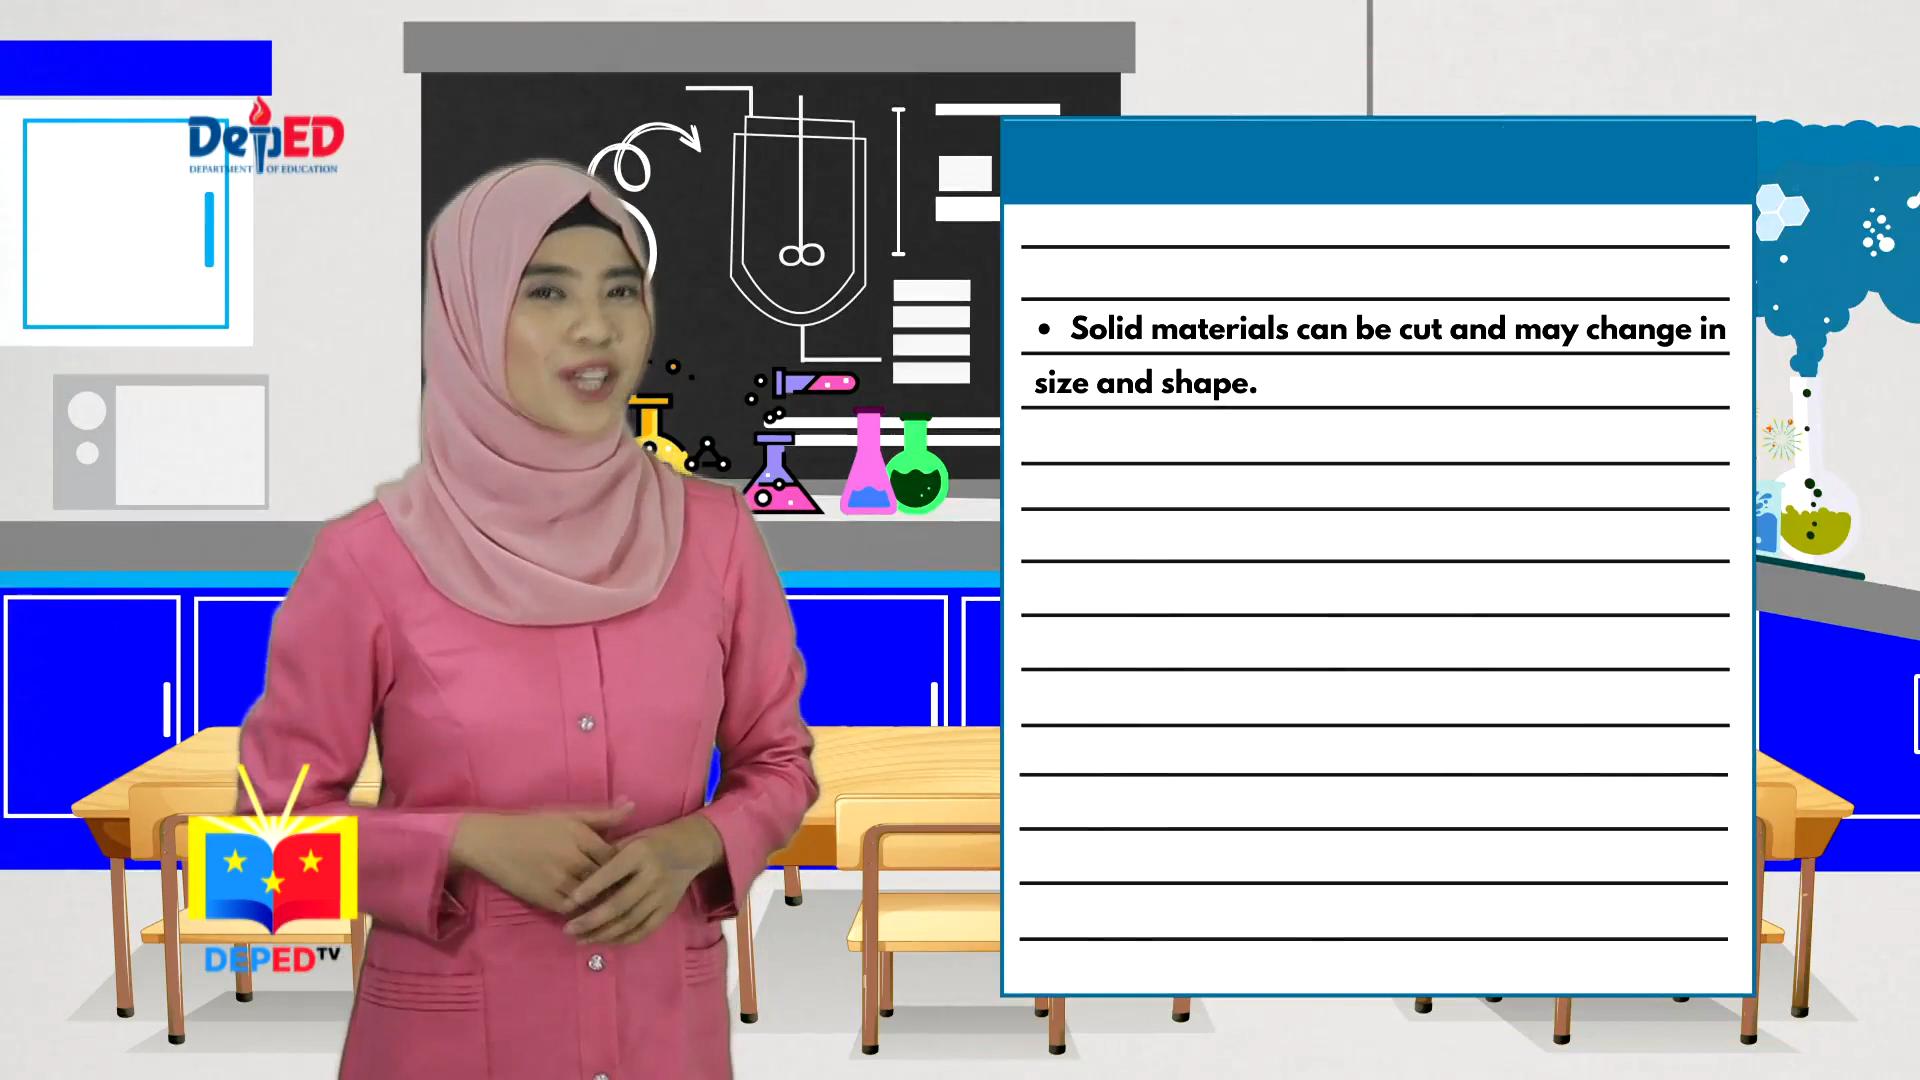 DepED
DEPARTMENT OF EDUCATION
• Solid materials can be cut and may change in
size and shape.
DEPED TV